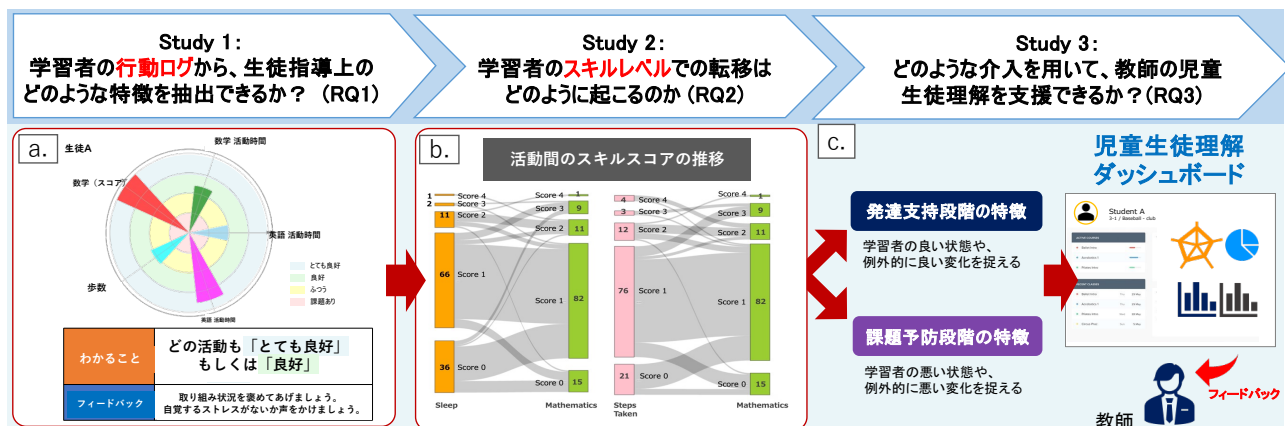 Study 1:
学習者の行動ログから、生徒指導上の
どのような特徴を抽出できるか？ (RQ1)
Study 2:
学習者のスキルレベルでの転移は
どのように起こるのか (RQ2)
Study 3:
どのような介入を用いて、教師の児童
生徒理解を支援できるか？(RQ3)
a.
生徒A
数学 活動時間
数学（スコア）
英語 活動時間
歩数
英語 活動時間
とても良好
良好
ふつう
課題あり
わかること
どの活動も「とても良好」
もしくは「良好」
フィードバック
取り組み状況を褒めてあげましょう。
自覚するストレスがないか声をかけましょう。
b.
活動間のスキルスコアの推移
1 Score 4
2 Score 3
11 Score 2
66 Score 1
36 Score 0
Sleep
Score 4 1
Score 3 9
Score 2 11
Score 1 82
Score 0 15
Mathematics
4 Score 4
3 Score 3
12 Score 2
76 Score 1
21 Score 0
Steps
Taken
Score 4 1
Score 3 9
Score 2 11
Score 1 82
Score 0 15
Mathematics
c.
発達支持段階の特徴
学習者の良い状態や、
例外的に良い変化を捉える
課題予防段階の特徴
学習者の悪い状態や、
例外的に悪い変化を捉える
児童生徒理解
ダッシュボード
Student A
3-1 / Baseball - club
フィードバック
教師